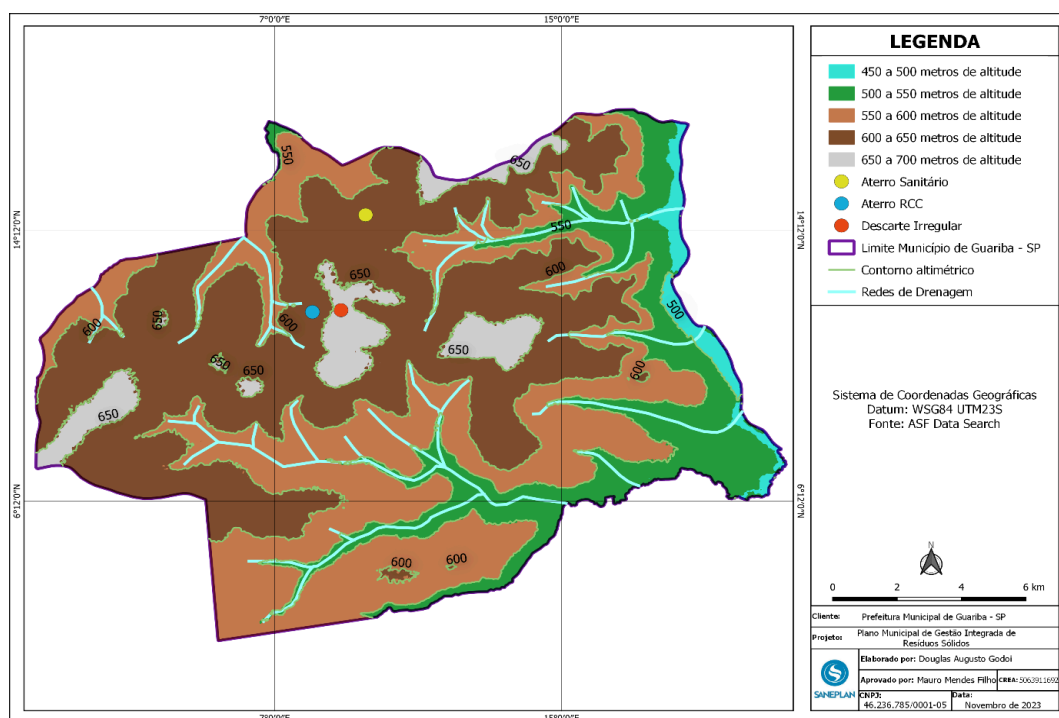 7°0'0"E
15°0'0"E
14°12'0"N
14°12'0"N
6°12'0"N
6°12'0"N
780°0'0"E
1580°0'0"E
550
650
550
600
650
500
600
650
600
650
650
650
600
650
600
600
LEGENDA
450 a 500 metros de altitude
500 a 550 metros de altitude
550 a 600 metros de altitude
600 a 650 metros de altitude
650 a 700 metros de altitude
Aterro Sanitário
Aterro RCC
Descarte Irregular
Limite Município de Guariba - SP
Contorno altimétrico
Redes de Drenagem
Sistema de Coordenadas Geográficas
Datum: WSG84 UTM23S
Fonte: ASF Data Search
N
0 2 4 6 km
Cliente: Prefeitura Municipal de Guariba - SP
Projeto: Plano Municipal de Gestão Integrada de
Resíduos Sólidos
SANEPLAN
Elaborado por: Douglas Augusto Godoi
Aprovado por: Mauro Mendes Filho CREA: 5063911692
CNPJ: 46.236.785/0001-05
Data: Novembro de 2023